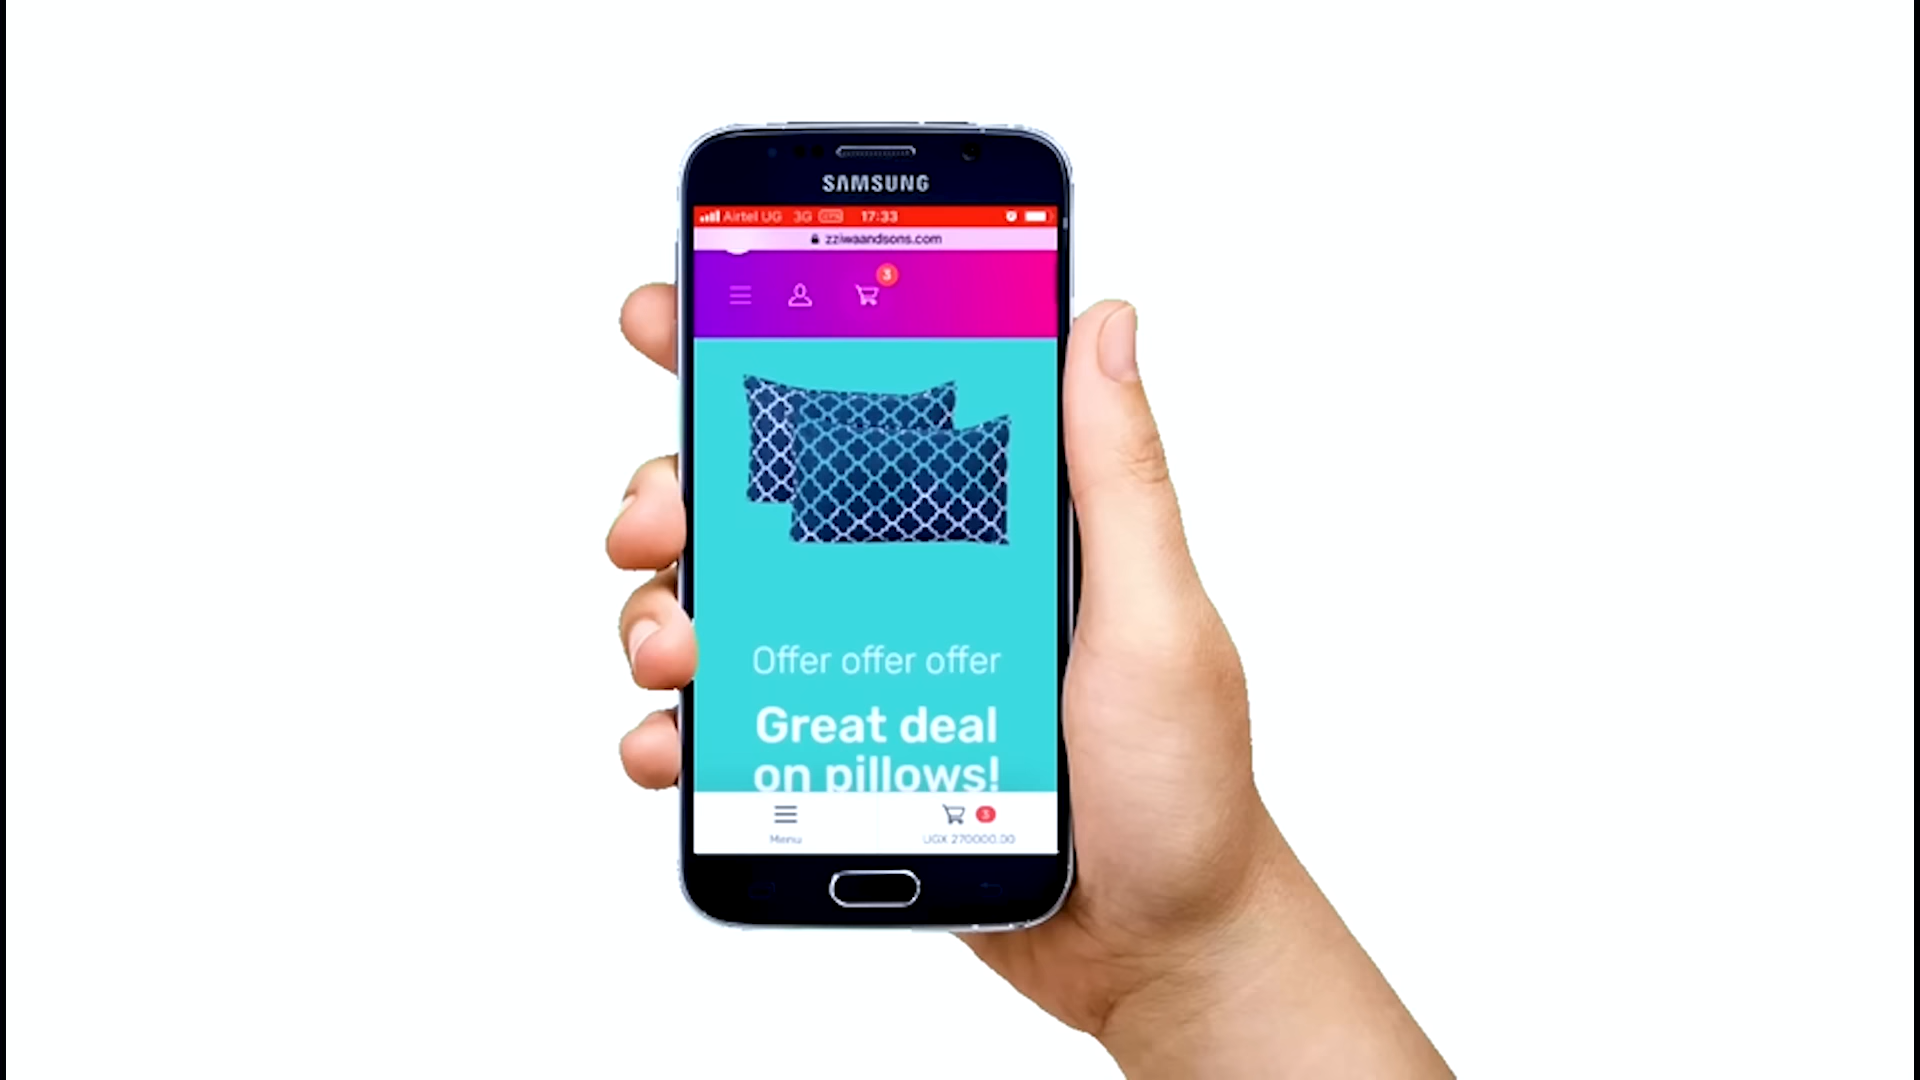 SAMSUNG
Airtel UG 3G 17:33
zziwaandsons.com
3
Offer offer offer
Great deal
on pillows!
3
Menu
UGX 270000.00